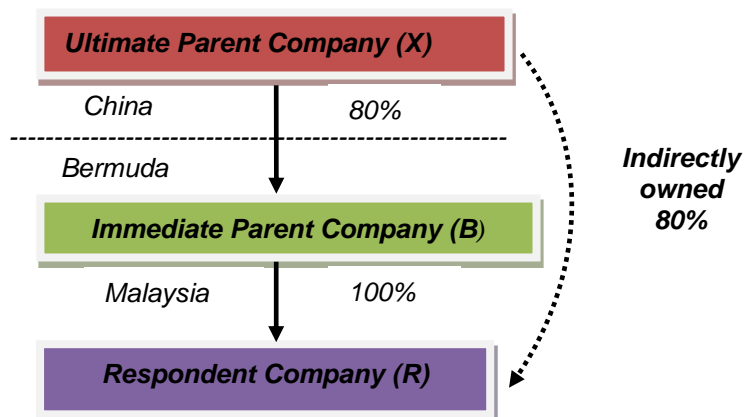 Ultimate Parent Company (X)
China 80%
Bermuda
Indirectly
owned
80%
Immediate Parent Company (B)
Malaysia 100%
Respondent Company (R)